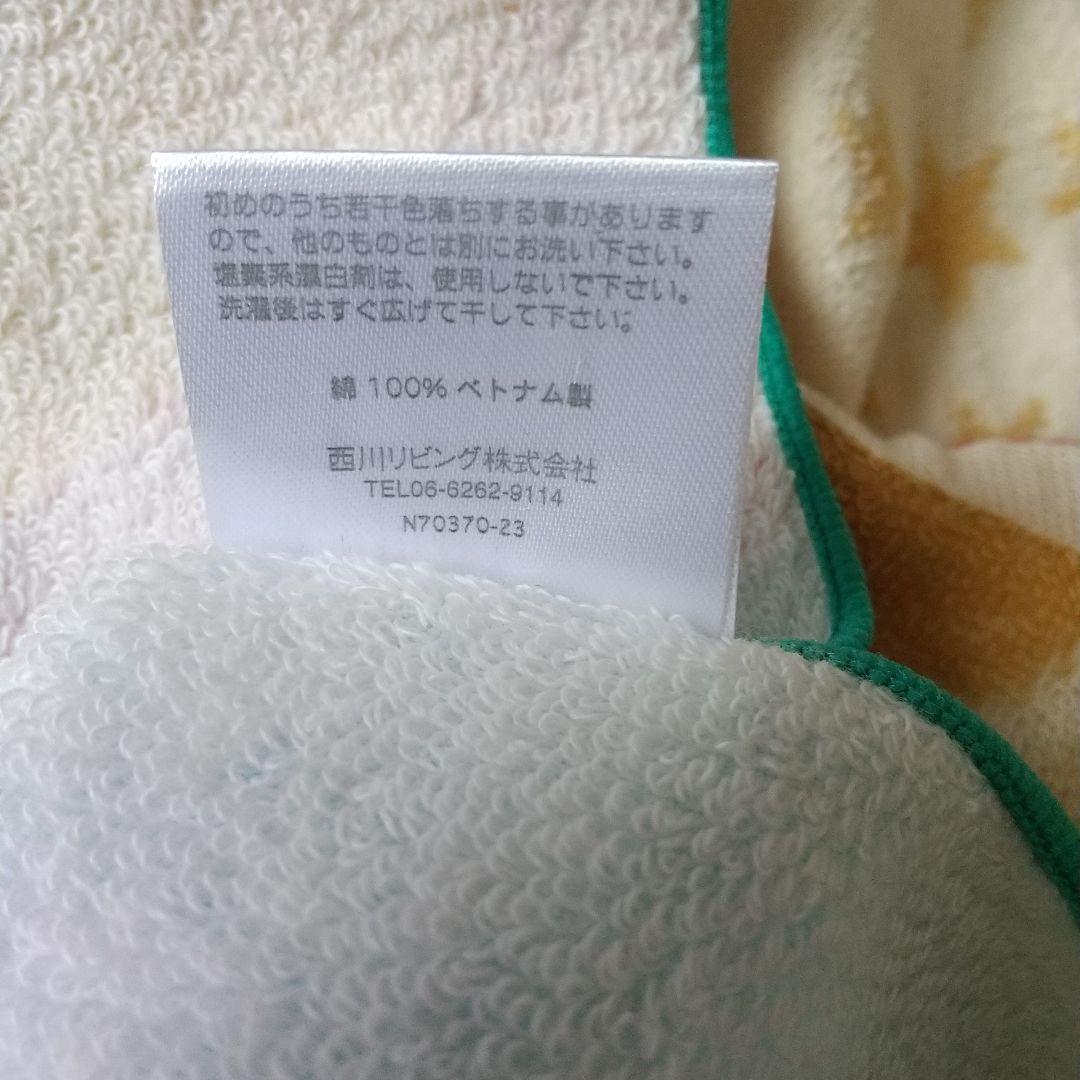 初めのうち若干色落ちする事があります
ので、他のものとは別にお洗い下さい。
塩素系漂白剤は、使用しないで下さい。
洗濯後はすぐ広げて干して下さい。
綿 100% ベトナム製
西川リビング株式会社
TEL06-6262-9114
N70370-23